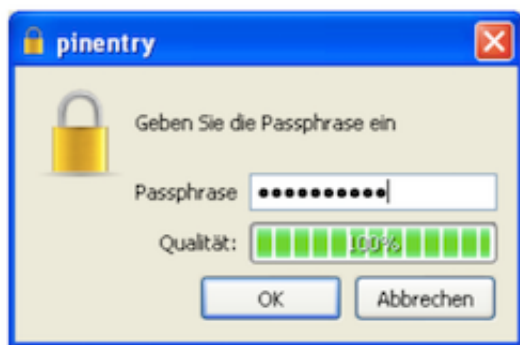 pinentry
Geben Sie die Passphrase ein
Passphrase ●●●●●●●●●●
Qualität: 100%
OK Abbrechen